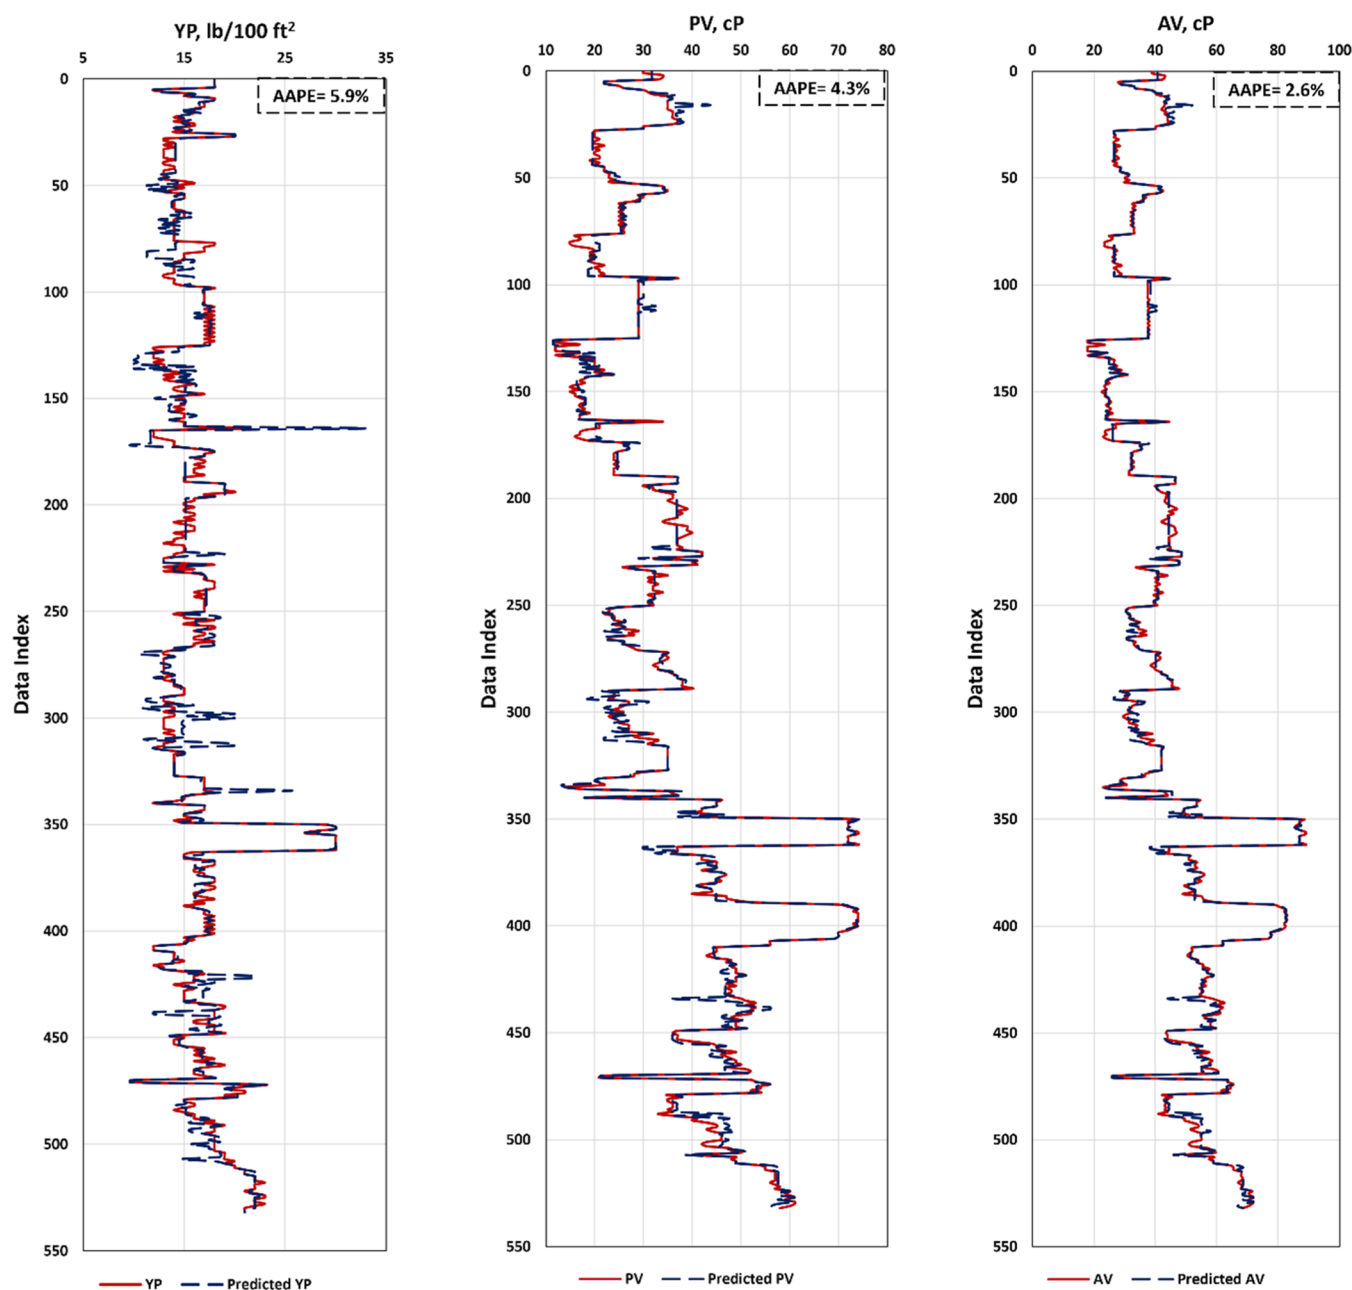 YP, lb/100 ft²
5 15 25 35
AAPE= 5.9%
0
50
100
150
200
250
300
350
400
450
500
550
Data Index
YP Predicted YP
PV, cP
10 20 30 40 50 60 70 80
AAPE= 4.3%
0
50
100
150
200
250
300
350
400
450
500
550
Data Index
PV Predicted PV
AV, cP
0 20 40 60 80 100
AAPE= 2.6%
0
50
100
150
200
250
300
350
400
450
500
550
Data Index
AV Predicted AV